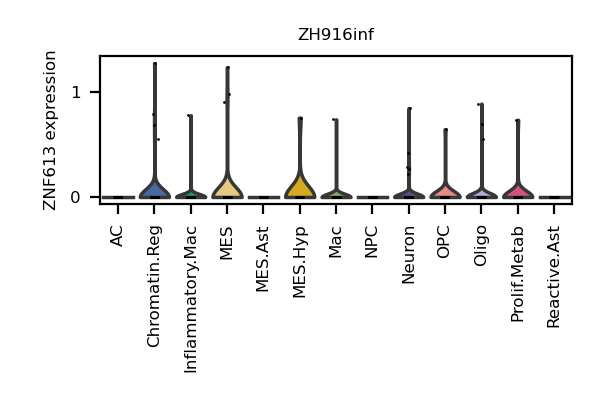 ZH916inf
ZNF613 expression
1
0
AC
Chromatin.Reg
Inflammatory.Mac
MES
MES.Ast
MES.Hyp
Mac
NPC
Neuron
OPC
Oligo
Prolif.Metab
Reactive.Ast